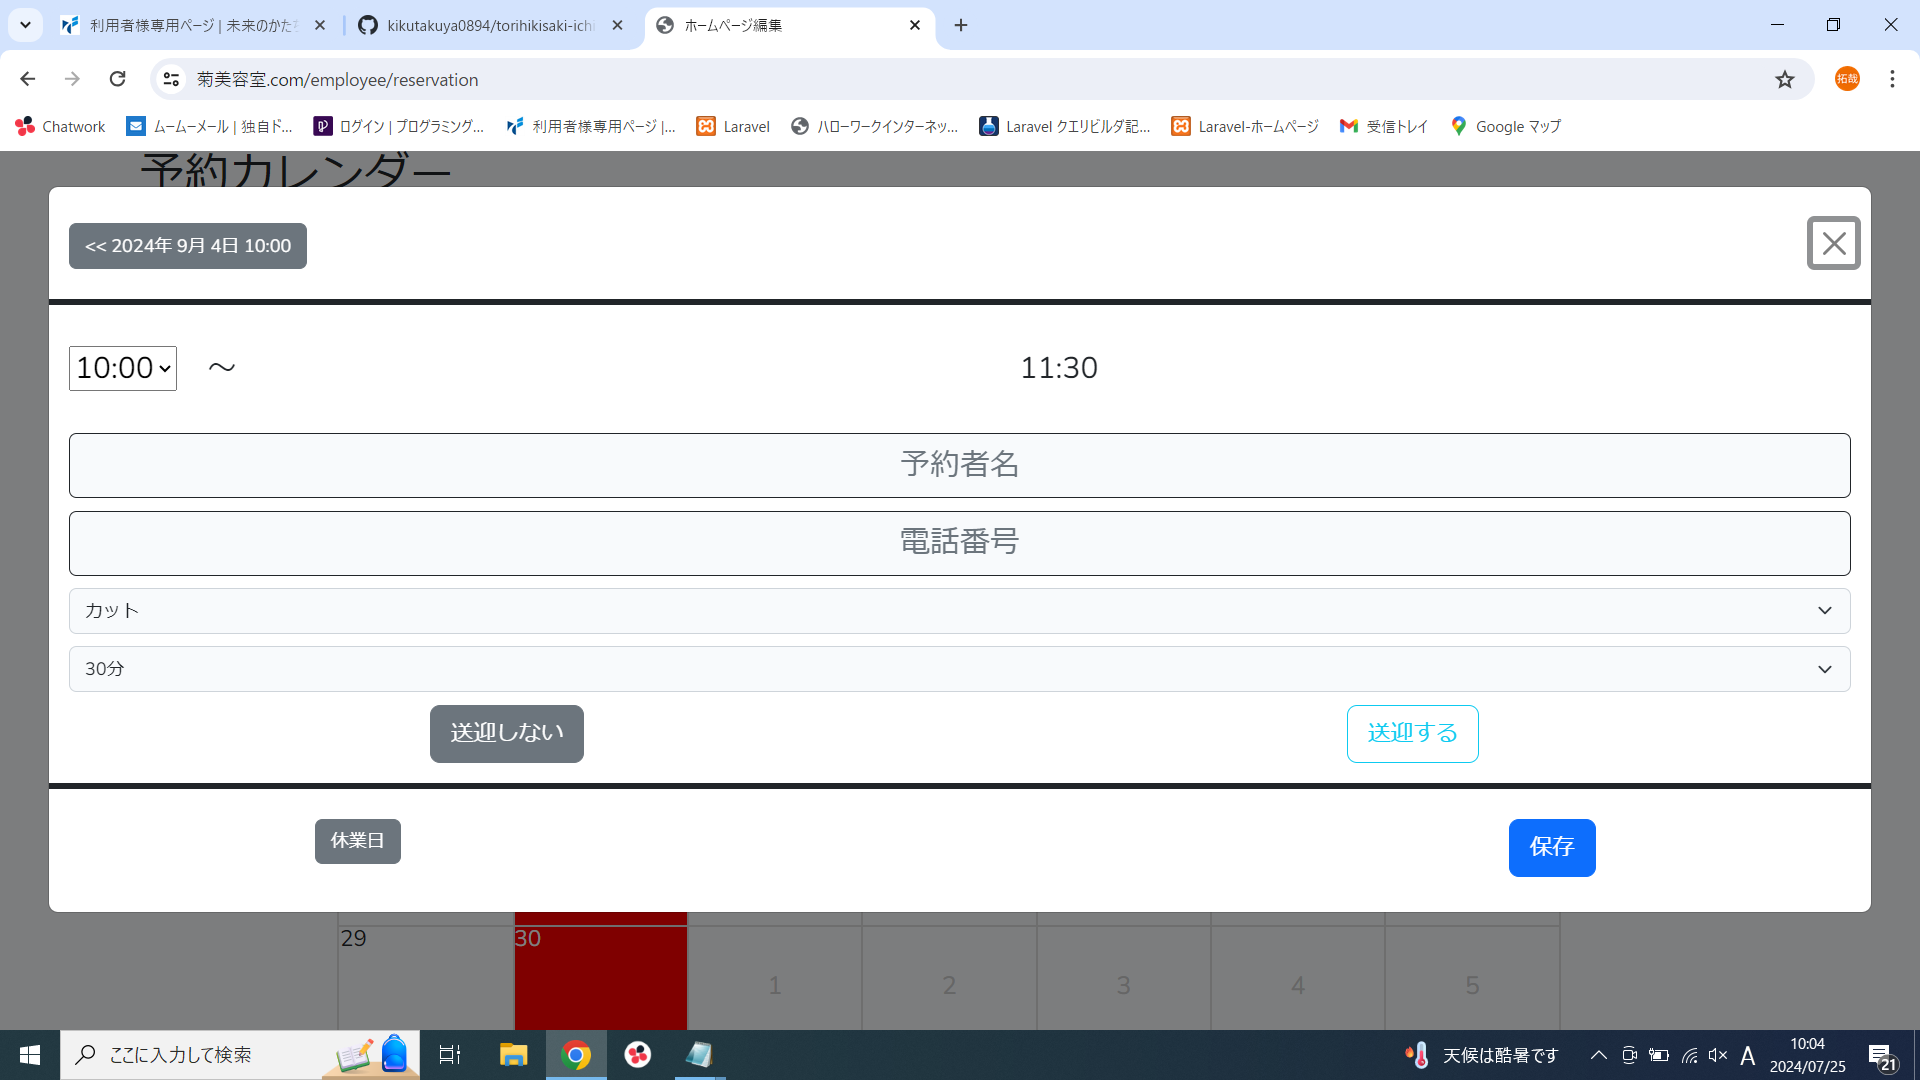 利用者様専用ページ | 未来のかた
kikutakuya0894/torihikisaki-ich
ホームページ編集
菊美容室.com/employee/reservation
拓哉
Chatwork
ムームーメール | 独自ド...
ログイン | プログラミング...
利用者様専用ページ |...
Laravel
ハローワークインターネッ...
Laravel クエリビルダ記...
Laravel-ホームページ
受信トレイ
Google マップ
予約カレンダー
<< 2024年 9月 4日 10:00
10:00 ～ 11:30
予約者名
電話番号
カット
30分
送迎しない
送迎する
休業日
保存
29 30
1 2 3 4 5
ここに入力して検索
天候は酷暑です
A
10:04
2024/07/25
21